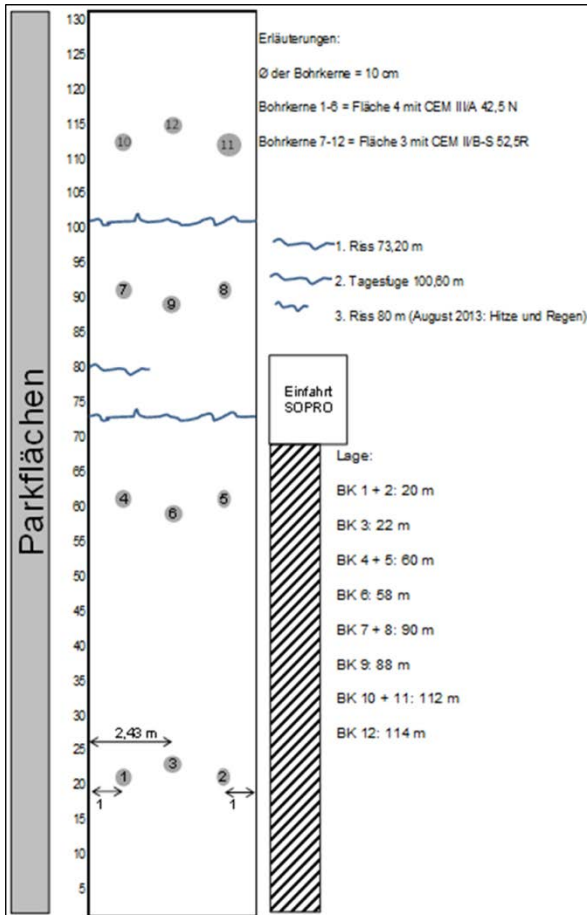 Parkflächen
130
125
120
115
110
105
100
95
90
85
80
75
70
65
60
55
50
45
40
35
30
25
20
15
10
5
12
10
11
7
8
9
4
5
6
2,43 m
3
1
2
1
1
Erläuterungen:
Ø der Bohrkerne = 10 cm
Bohrkerne 1-6 = Fläche 4 mit CEM III/A 42,5 N
Bohrkerne 7-12 = Fläche 3 mit CEM II/B-S 52,5R
1. Riss 73,20 m
2. Tagesfuge 100,60 m
3. Riss 80 m (August 2013: Hitze und Regen)
Einfahrt
SOPRO
Lage:
BK 1 + 2: 20 m
BK 3: 22 m
BK 4 + 5: 60 m
BK 6: 58 m
BK 7 + 8: 90 m
BK 9: 88 m
BK 10 + 11: 112 m
BK 12: 114 m